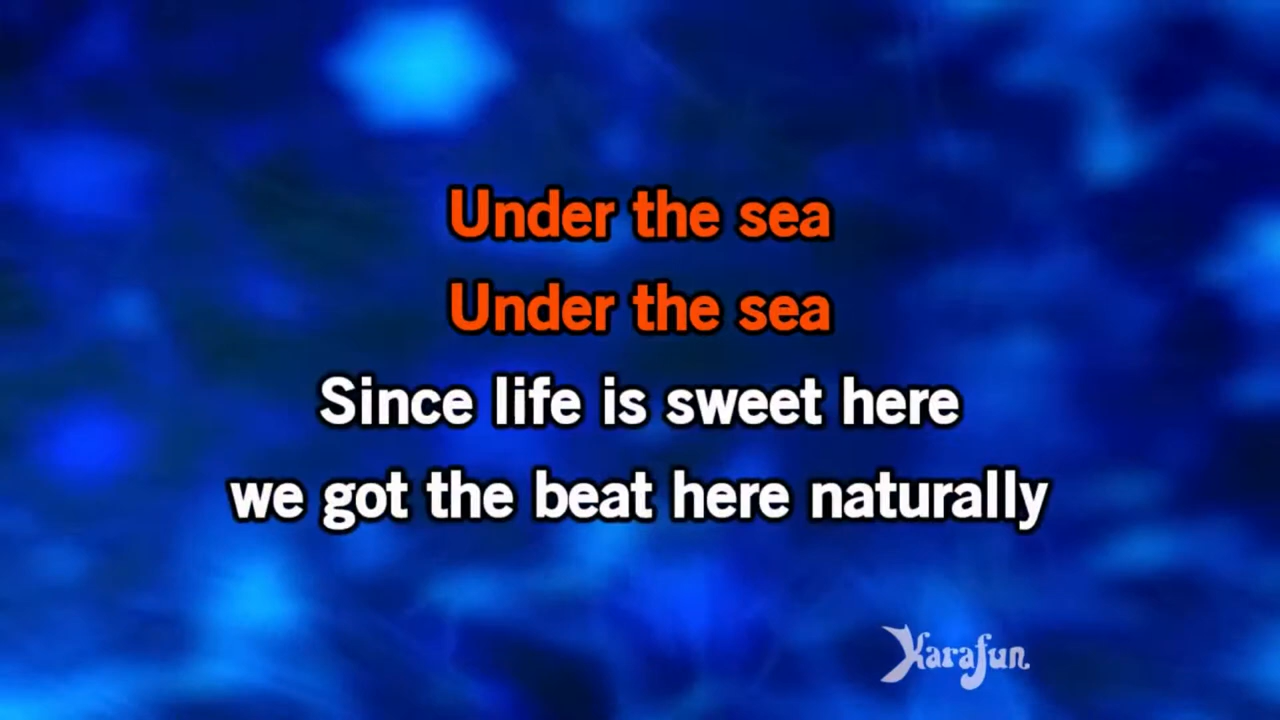 Under the sea
Under the sea
Since life is sweet here
we got the beat here naturally
Karafun